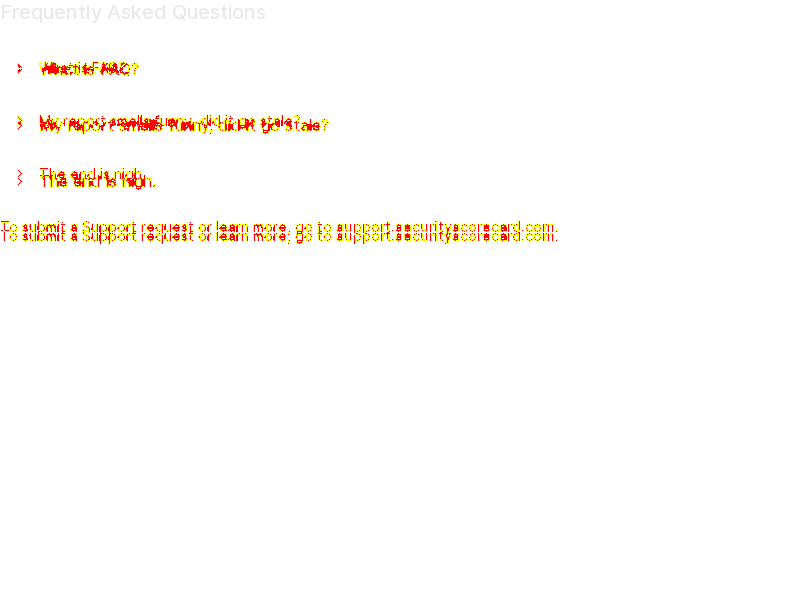 Frequently Asked Questions
What is FAQ?
My report smells funny, did it go stale?
The end is nigh.
To submit a Support request or learn more, go to support.securityscorecard.com.